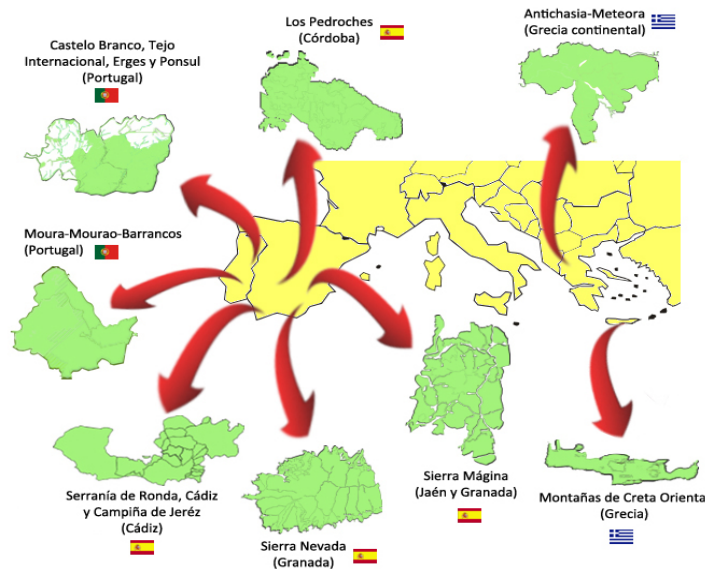 Los Pedroches
(Córdoba)
Antichasia-Meteora
(Grecia continental)
Castelo Branco, Tejo
Internacional, Erges y Ponsul
(Portugal)
Moura-Mourao-Barrancos
(Portugal)
Serranía de Ronda, Cádiz
y Campiña de Jeréz
(Cádiz)
Sierra Nevada
(Granada)
Sierra Mágina
(Jaén y Granada)
Montañas de Creta Orienta
(Grecia)